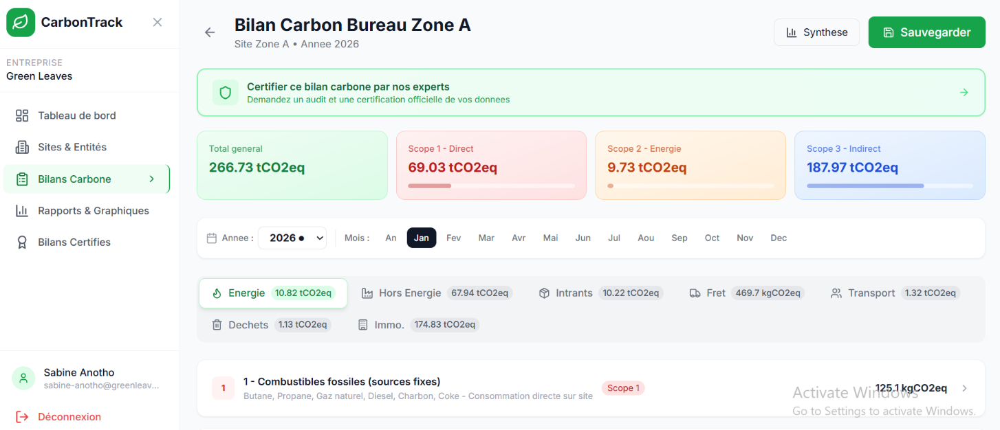 CarbonTrack
ENTREPRISE
Green Leaves
Tableau de bord
Sites & Entités
Bilans Carbone
Rapports & Graphiques
Bilans Certifies
Sabine Anotho
sabine-anotho@greenleav...
Déconnexion
Bilan Carbon Bureau Zone A
Site Zone A • Annee 2026
Synthese
Sauvegarder
Certifier ce bilan carbone par nos experts
Demandez un audit et une certification officielle de vos donnees
Total general
266.73 tCO2eq
Scope 1 - Direct
69.03 tCO2eq
Scope 2 - Energie
9.73 tCO2eq
Scope 3 - Indirect
187.97 tCO2eq
Annee : 2026 ● Mois : An Jan Fev Mar Avr Mai Jun Jul Aou Sep Oct Nov Dec
Energie 10.82 tCO2eq Hors Energie 67.94 tCO2eq Intrants 10.22 tCO2eq Fret 469.7 kgCO2eq Transport 1.32 tCO2eq
Dechets 1.13 tCO2eq Immo. 174.83 tCO2eq
1
1 - Combustibles fossiles (sources fixes)
Butane, Propane, Gaz naturel, Diesel, Charbon, Coke - Consommation directe sur site
Scope 1
125.1 kgCO2eq
Activate Windows
Go to Settings to activate Windows.